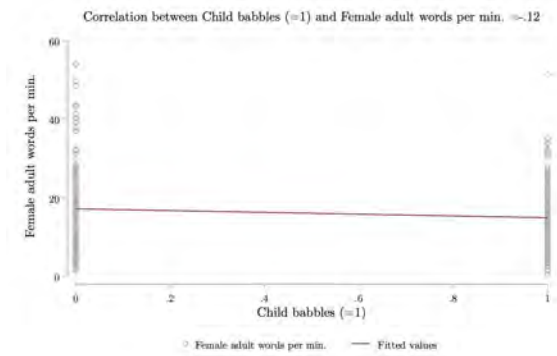 Correlation between Child babbles (=1) and Female adult words per min. =-.12
Female adult words per min.
60
40
20
0
0 .2 .4 .6 .8 1
Child babbles (=1)
Female adult words per min. Fitted values